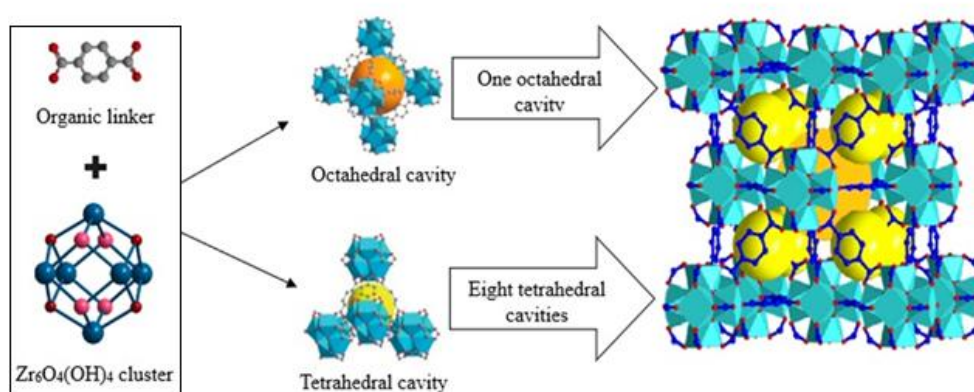 Organic linker
Zr₆O₄(OH)₄ cluster
Octahedral cavity
Tetrahedral cavity
One octahedral
cavity
Eight tetrahedral
cavities